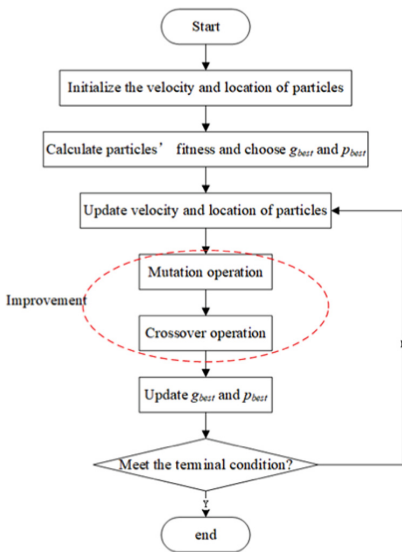 Start
Initialize the velocity and location of particles
Calculate particles' fitness and choose gbest and pbest
Update velocity and location of particles
Mutation operation
Improvement
Crossover operation
Update gbest and pbest
Meet the terminal condition?
Y
end